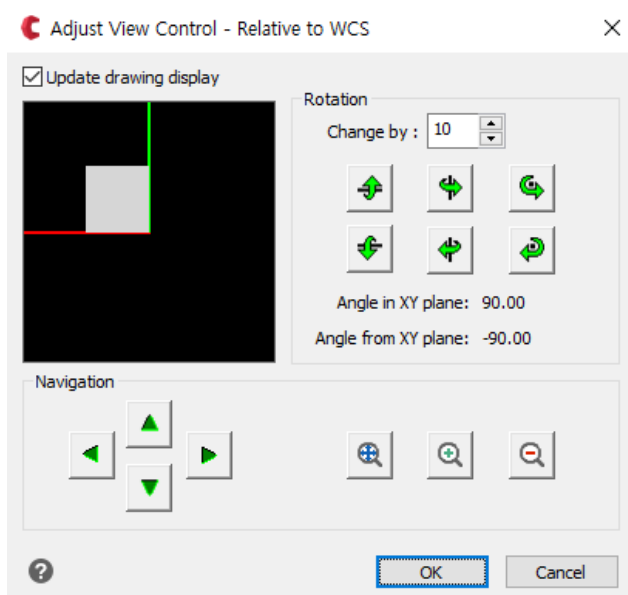 Adjust View Control - Relative to WCS
Update drawing display
Rotation
Change by : 10
Angle in XY plane: 90.00
Angle from XY plane: -90.00
Navigation
OK Cancel